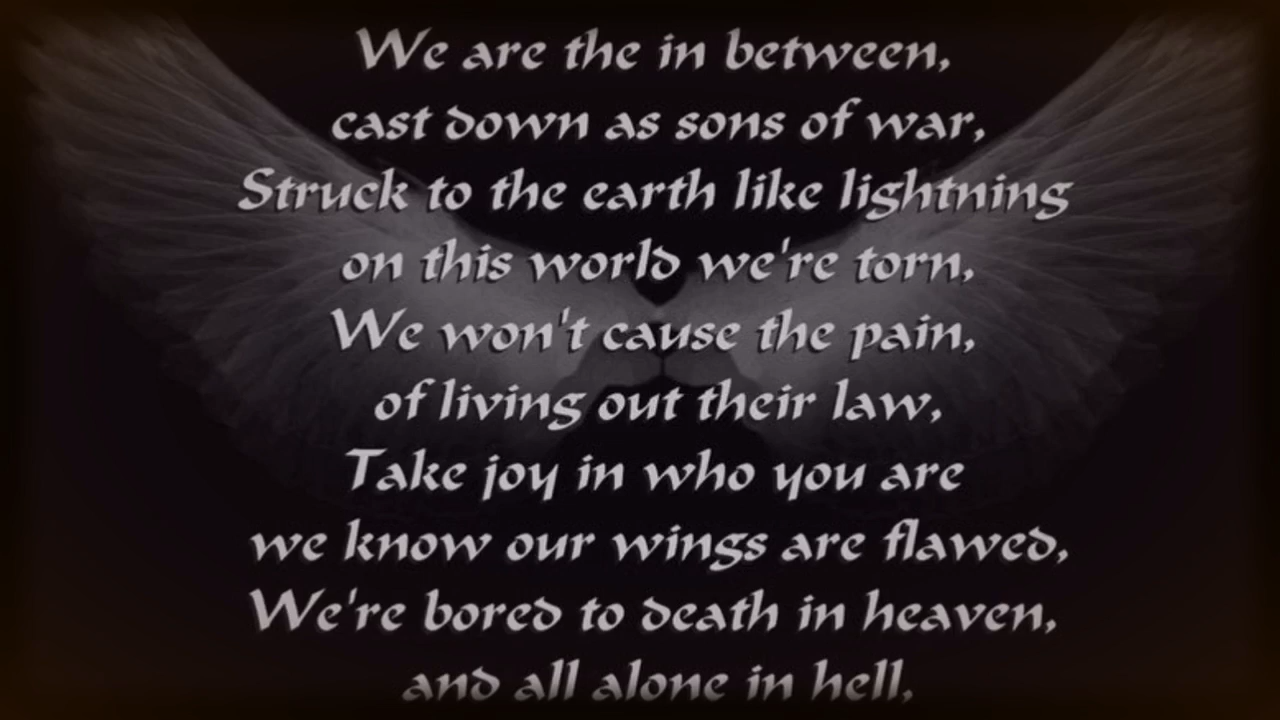 We are the in between,
cast down as sons of war,
Struck to the earth like lightning
on this world we're torn,
We won't cause the pain,
of living out their law,
Take joy in who you are
we know our wings are flawed,
We're bored to death in heaven,
and all alone in hell,